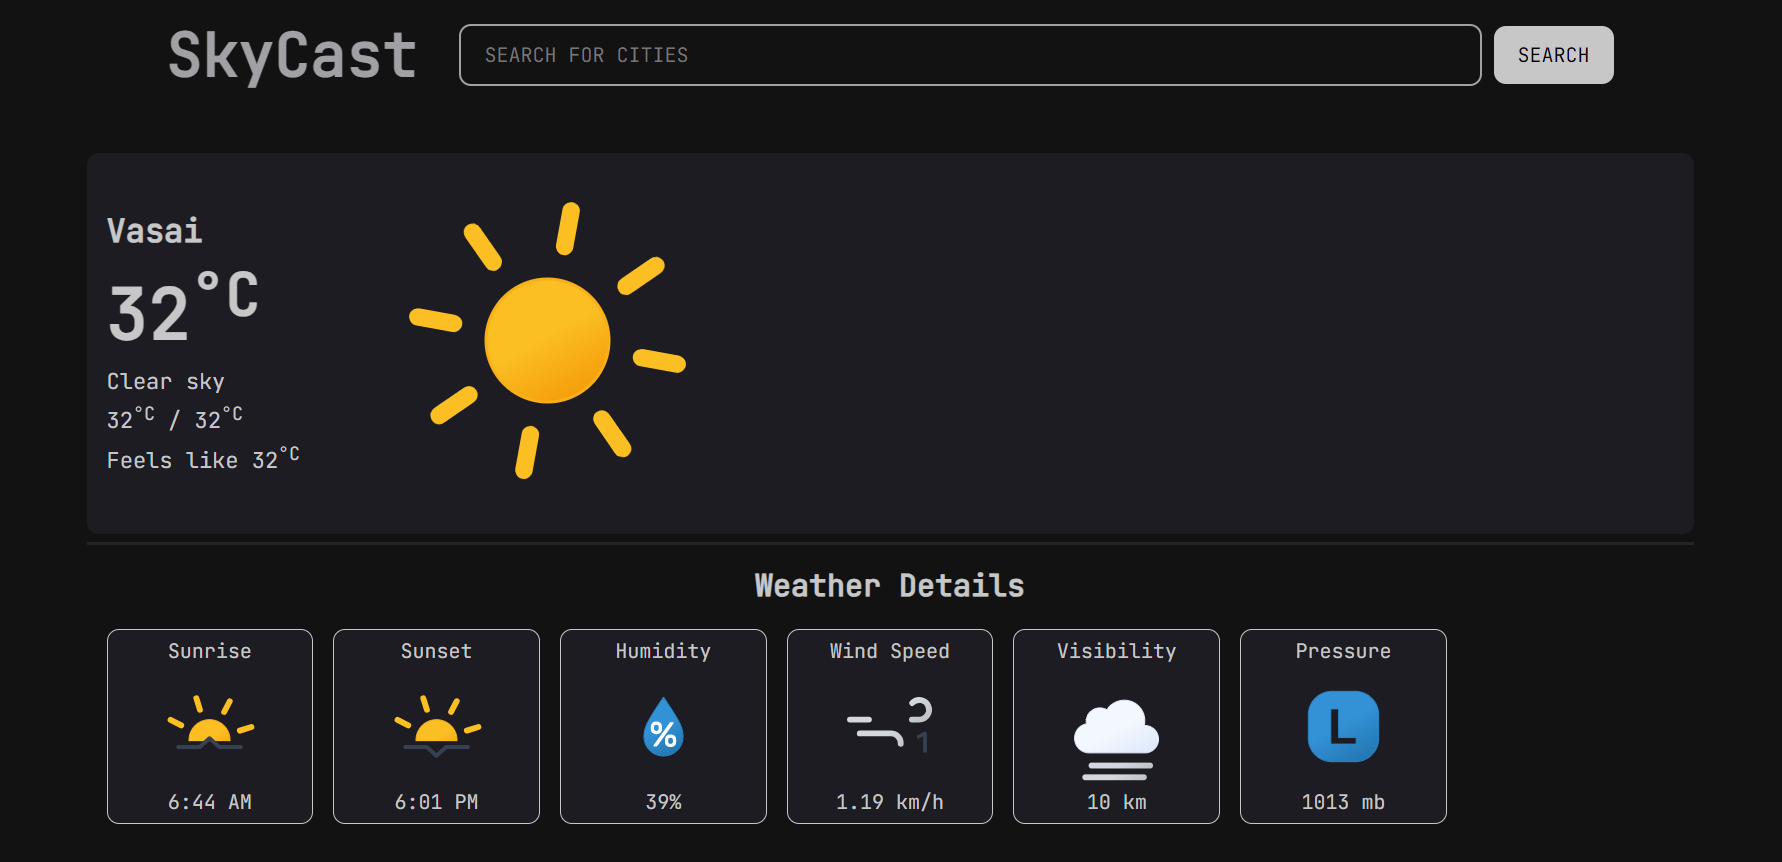 SkyCast
SEARCH FOR CITIES
SEARCH
Vasai
32°C
Clear sky
32°C / 32°C
Feels like 32°C
Weather Details
Sunrise
6:44 AM
Sunset
6:01 PM
Humidity
%
39%
Wind Speed
1
1.19 km/h
Visibility
10 km
Pressure
L
1013 mb